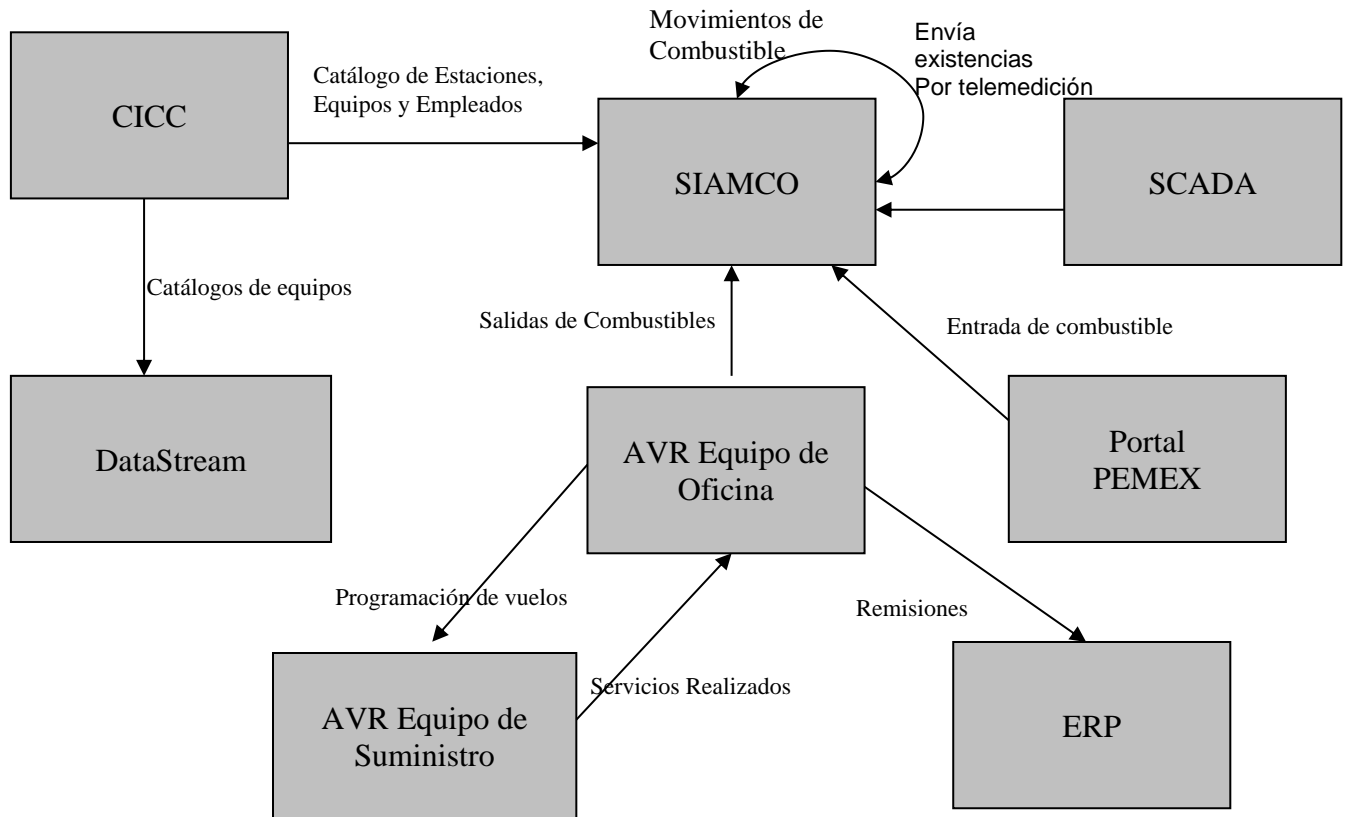 Movimientos de
Combustible
Envía
existencias
Por telemedición
Catálogo de Estaciones,
Equipos y Empleados
CICC
SIAMCO
SCADA
Catálogos de equipos
Salidas de Combustibles
Entrada de combustible
DataStream
AVR Equipo de
Oficina
Portal
PEMEX
Programación de vuelos
Remisiones
Servicios Realizados
AVR Equipo de
Suministro
ERP